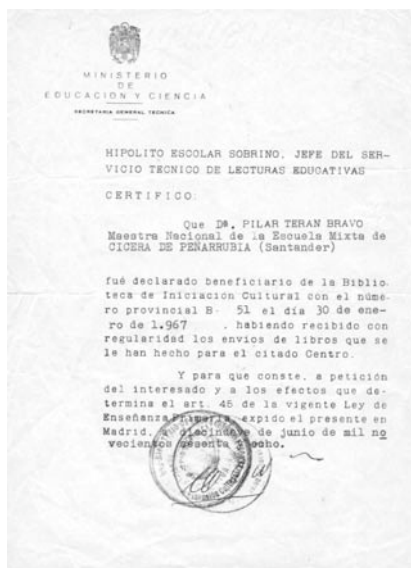 MINISTERIO
DE
EDUCACION Y CIENCIA
SECRETARIA GENERAL TECNICA
HIPOLITO ESCOLAR SOBRINO, JEFE DEL SER-
VICIO TECNICO DE LECTURAS EDUCATIVAS
CERTIFICO:
Que Dª. PILAR TERAN BRAVO
Maestra Nacional de la Escuela Mixta de
CICERA DE PEÑARRUBIA (Santander)
fué declarado beneficiario de la Biblio
teca de Iniciación Cultural con el núme
ro provincial B- 51 el día 30 de ene-
ro de 1.967 , habiendo recibido con
regularidad los envíos de libros que se
le han hecho para el citado Centro.
Y para que conste, a petición
del interesado y a los efectos que de-
termina el art. 45 de la vigente Ley de
Enseñanza Primaria, expido el presente en
Madrid, diecinueve de junio de mil no
vecientos sesenta ocho.